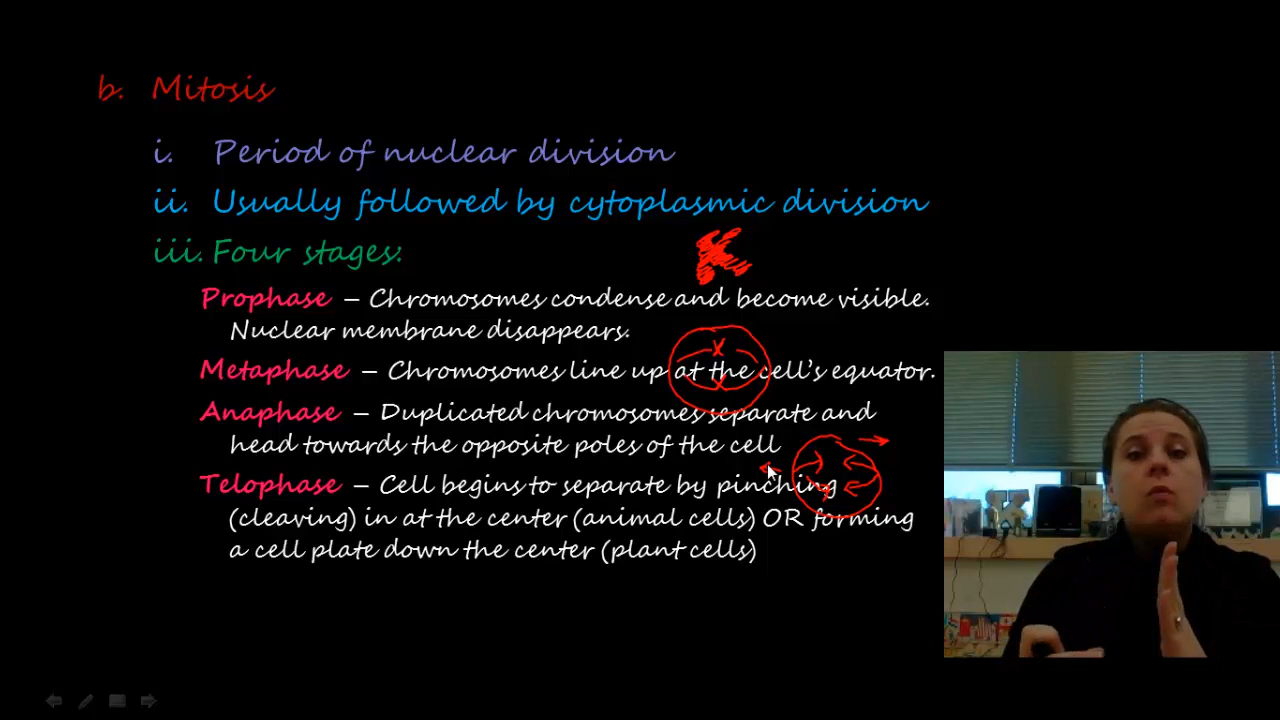 b. Mitosis
i. Period of nuclear division
ii. Usually followed by cytoplasmic division
iii. Four stages:
Prophase – Chromosomes condense and become visible.
Nuclear membrane disappears.
Metaphase – Chromosomes line up at the cell's equator.
Anaphase – Duplicated chromosomes separate and
head towards the opposite poles of the cell
Telophase – Cell begins to separate by pinching
(cleaving) in at the center (animal cells) OR forming
a cell plate down the center (plant cells)